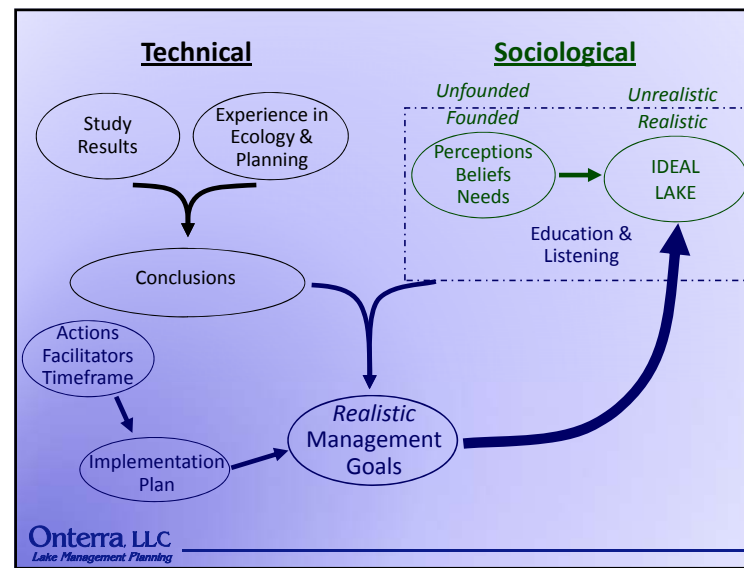 Technical
Study
Results
Experience in
Ecology &
Planning
Conclusions
Actions
Facilitators
Timeframe
Implementation
Plan
Sociological
Unfounded
Founded
Perceptions
Beliefs
Needs
Unrealistic
Realistic
IDEAL
LAKE
Education &
Listening
Realistic
Management
Goals
Onterra, LLC
Lake Management Planning